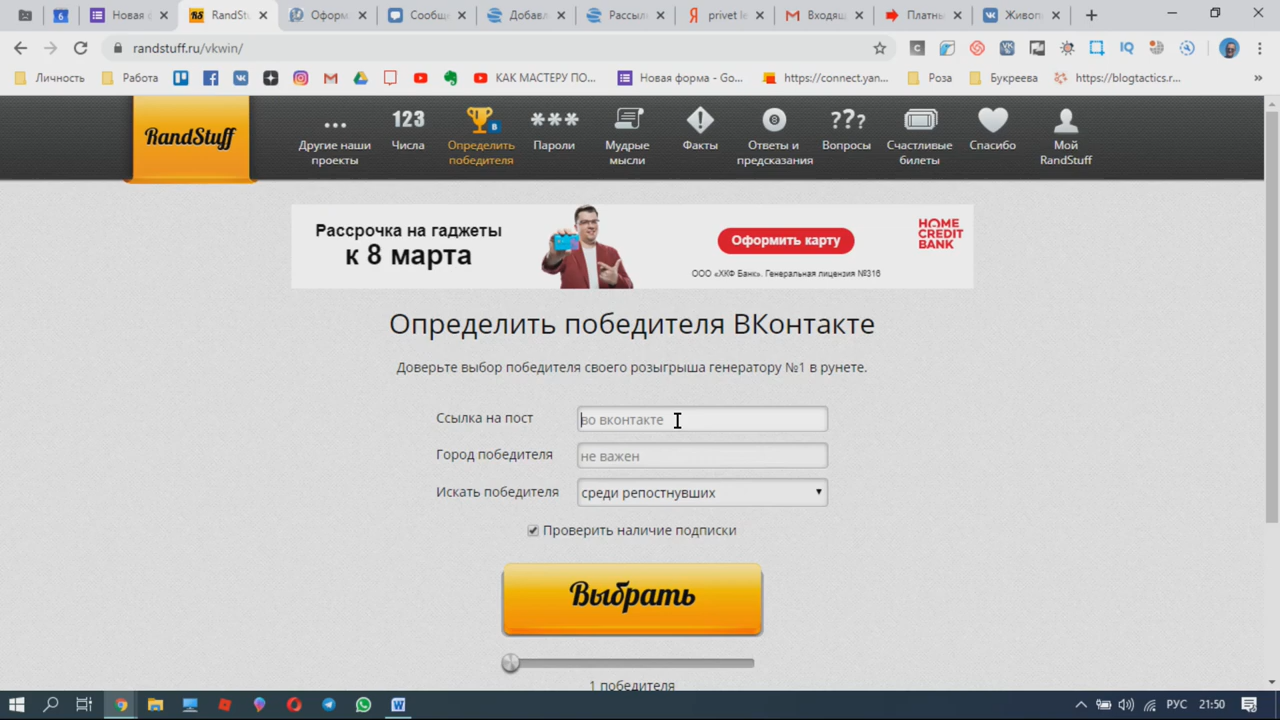 6
Новая ф
RandSt
Оформ
Сообщ
Добавл
Рассыл
privet le
Входящ
Платны
Живоп
randstuff.ru/vkwin/
Личность
Работа
КАК МАСТЕРУ ПО...
Новая форма - Go...
https://connect.yan...
Роза
Букреева
https://blogtactics.r...
»
RandStuff
Другие наши
проекты
123
Числа
Определить
победителя
***
Пароли
Мудрые
мысли
Факты
Ответы и
предсказания
???
Вопросы
Счастливые
билеты
Спасибо
Мой
RandStuff
Рассрочка на гаджеты
к 8 марта
Оформить карту
ООО «ХКФ Банк». Генеральная лицензия №316
HOME
CREDIT
BANK
Определить победителя ВКонтакте
Доверьте выбор победителя своего розыгрыша генератору №1 в рунете.
Ссылка на пост во вконтакте
Город победителя не важен
Искать победителя среди репостнувших
Проверить наличие подписки
Выбрать
1 победителя
РУС 21:50